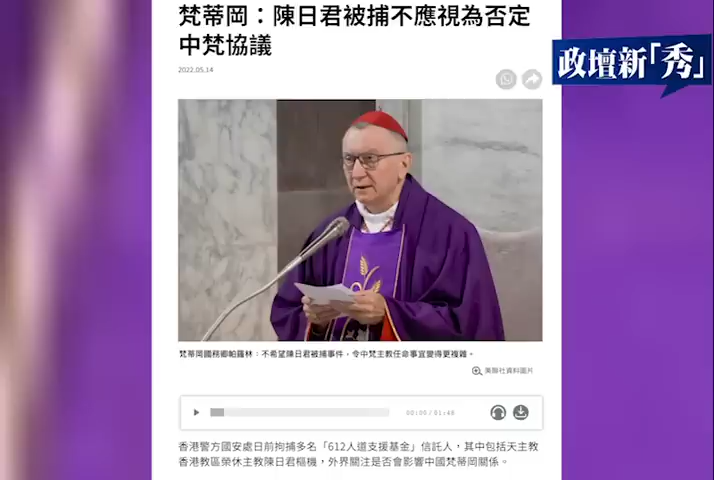 梵蒂岡：陳日君被捕不應視為否定
中梵協議
2022.05.14
政壇新「秀」
梵蒂岡國務卿帕羅林：不希望陳日君被捕事件，令中梵主教任命事宜變得更複雜。
美聯社資料圖片
00:00 / 01:48
香港警方國安處日前拘捕多名「612人道支援基金」信託人，其中包括天主教
香港教區榮休主教陳日君樞機，外界關注是否會影響中國梵蒂岡關係。